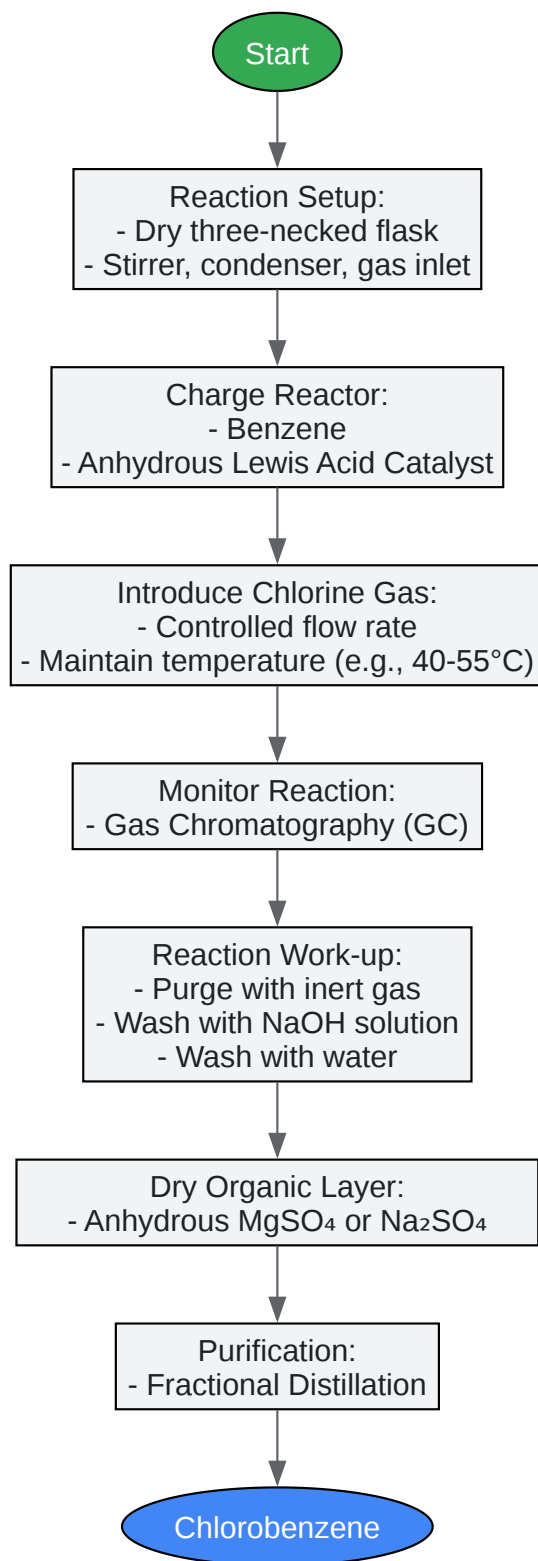 Start
Reaction Setup:
- Dry three-necked flask
- Stirrer, condenser, gas inlet
Charge Reactor:
- Benzene
- Anhydrous Lewis Acid Catalyst
Introduce Chlorine Gas:
- Controlled flow rate
- Maintain temperature (e.g., 40-55°C)
Monitor Reaction:
- Gas Chromatography (GC)
Reaction Work-up:
- Purge with inert gas
- Wash with NaOH solution
- Wash with water
Dry Organic Layer:
- Anhydrous MgSO₄ or Na₂SO₄
Purification:
- Fractional Distillation
Chlorobenzene